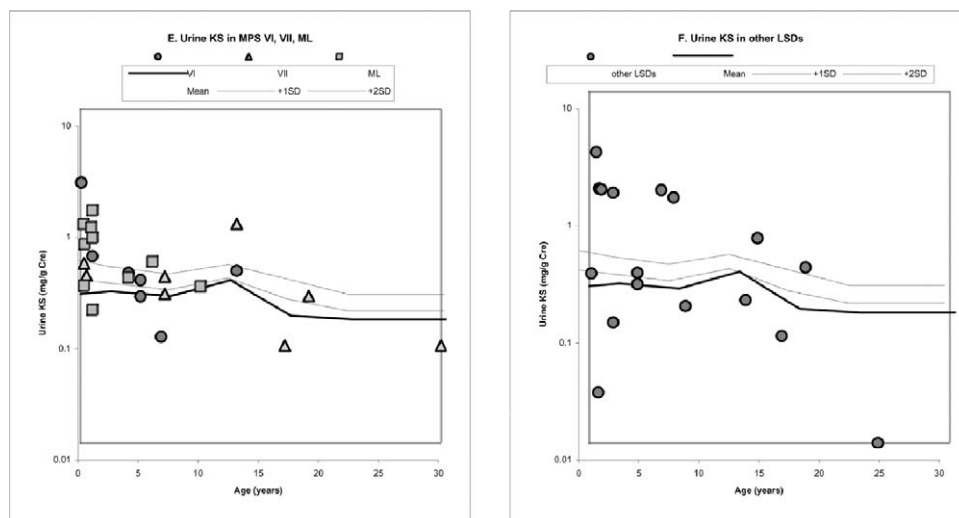 E. Urine KS in MPS VI, VII, ML
VI VII ML
Mean +1SD +2SD
10
1
0.1
0.01
Urine KS (mg/g Cre)
0 5 10 15 20 25 30
Age (years)
F. Urine KS in other LSDs
other LSDs Mean +1SD +2SD
10
1
0.1
0.01
Urine KS (mg/g Cre)
0 5 10 15 20 25 30
Age (years)